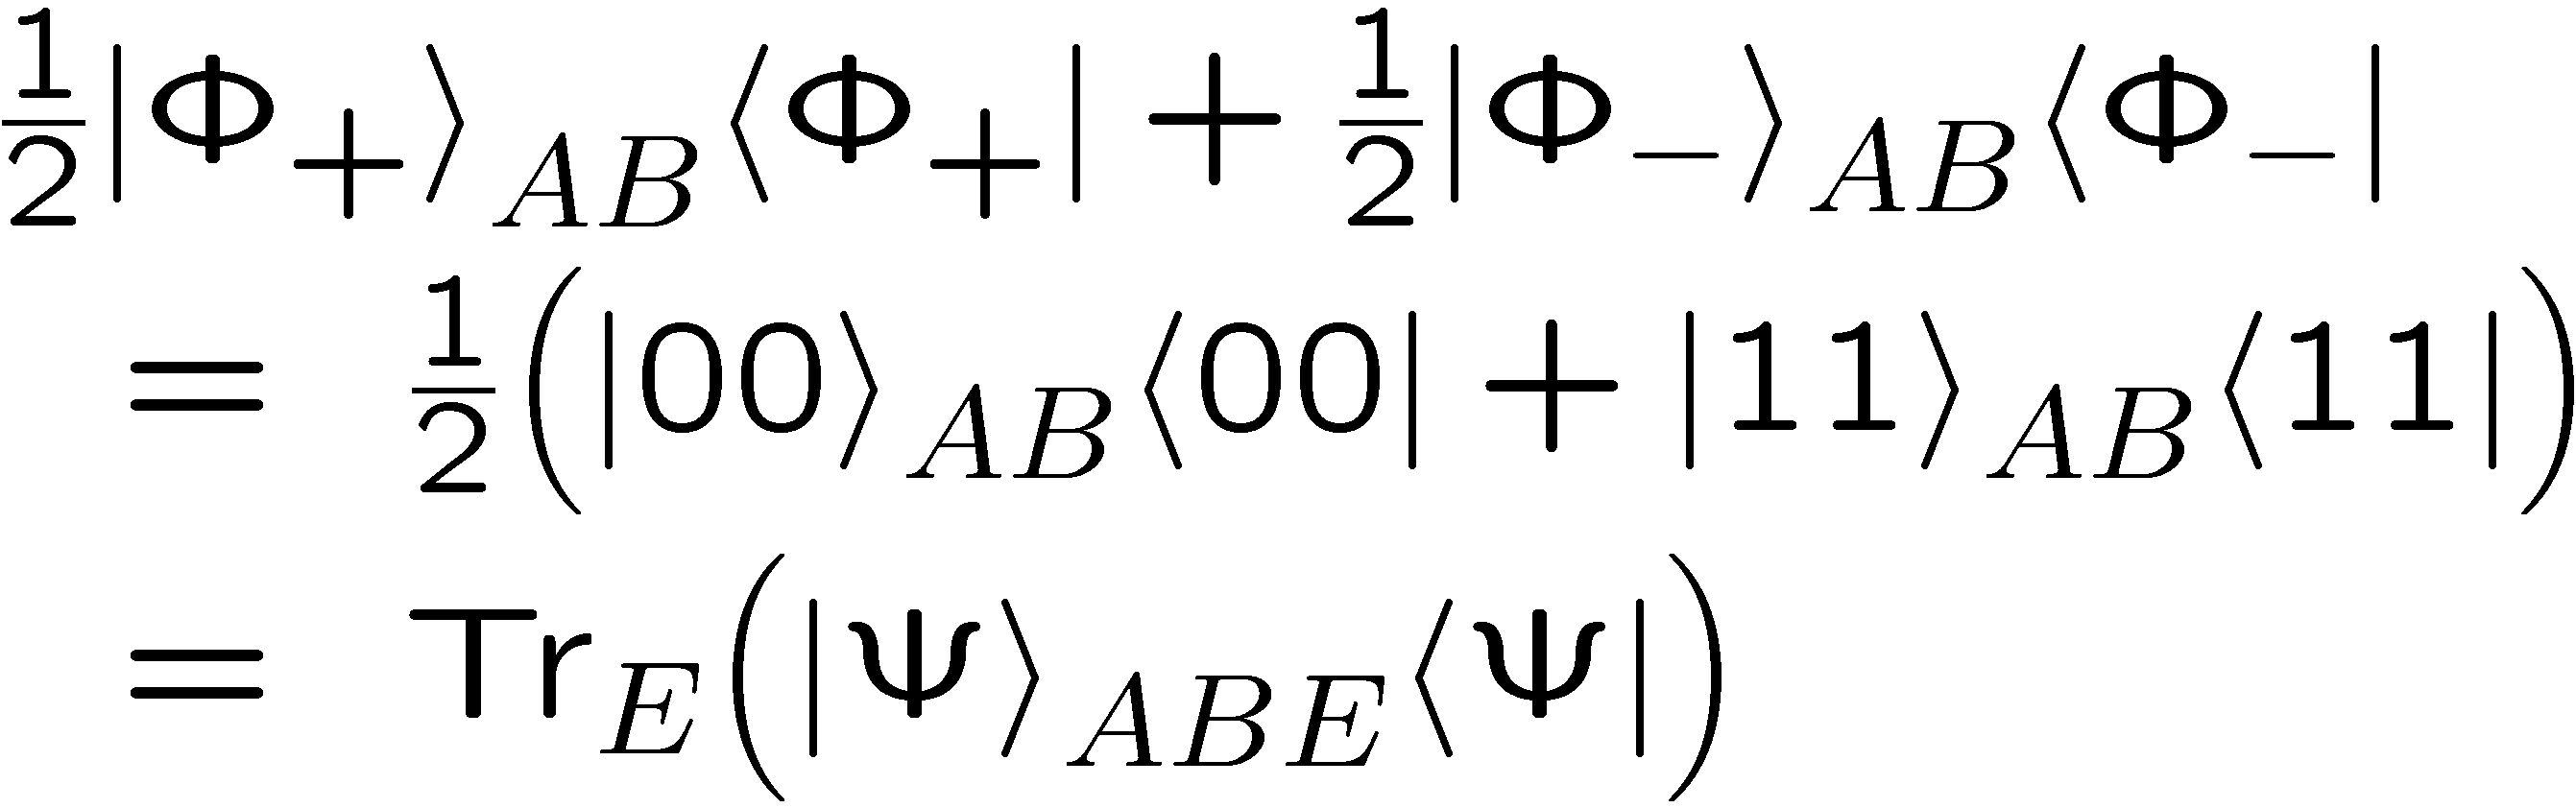 ½|Φ₊⟩_{AB}⟨Φ₊| + ½|Φ₋⟩_{AB}⟨Φ₋|
= ½(|00⟩_{AB}⟨00| + |11⟩_{AB}⟨11|)
= Tr_E(|Ψ⟩_{ABE}⟨Ψ|)